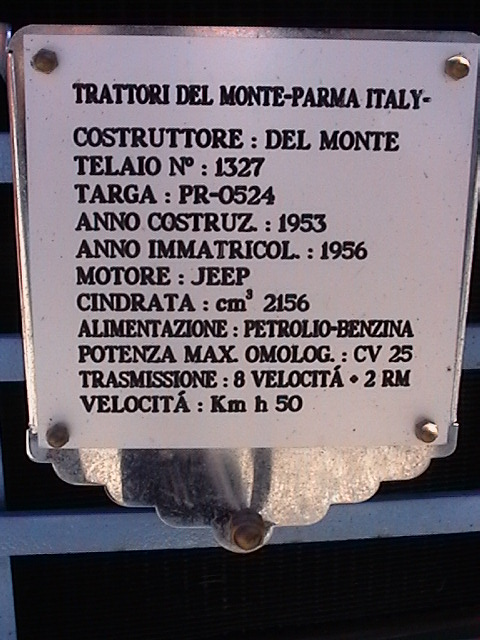 TRATTORI DEL MONTE-PARMA ITALY-
COSTRUTTORE : DEL MONTE
TELAIO Nº : 1327
TARGA : PR-0524
ANNO COSTRUZ. : 1953
ANNO IMMATRICOL. : 1956
MOTORE : JEEP
CINDRATA : cm³ 2156
ALIMENTAZIONE : PETROLIO-BENZINA
POTENZA MAX. OMOLOG. : CV 25
TRASMISSIONE : 8 VELOCITÁ • 2 RM
VELOCITÁ : Km h 50